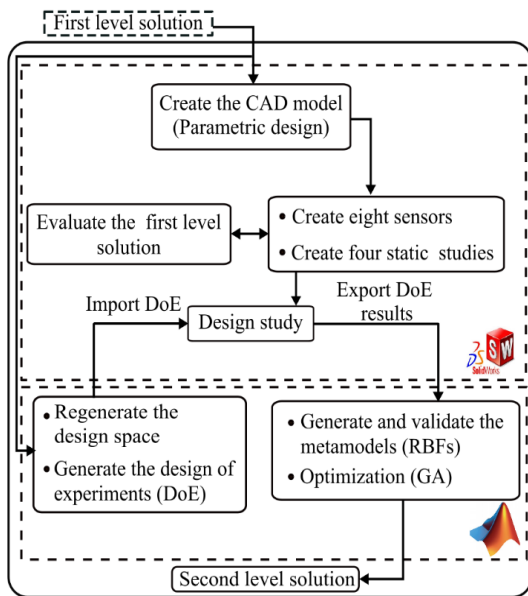 First level solution
Create the CAD model
(Parametric design)
Evaluate the first level
solution
• Create eight sensors
• Create four static studies
Import DoE
Design study
Export DoE
results
SW
SolidWorks
• Regenerate the
design space
• Generate the design of
experiments (DoE)
• Generate and validate the
metamodels (RBFs)
• Optimization (GA)
Second level solution